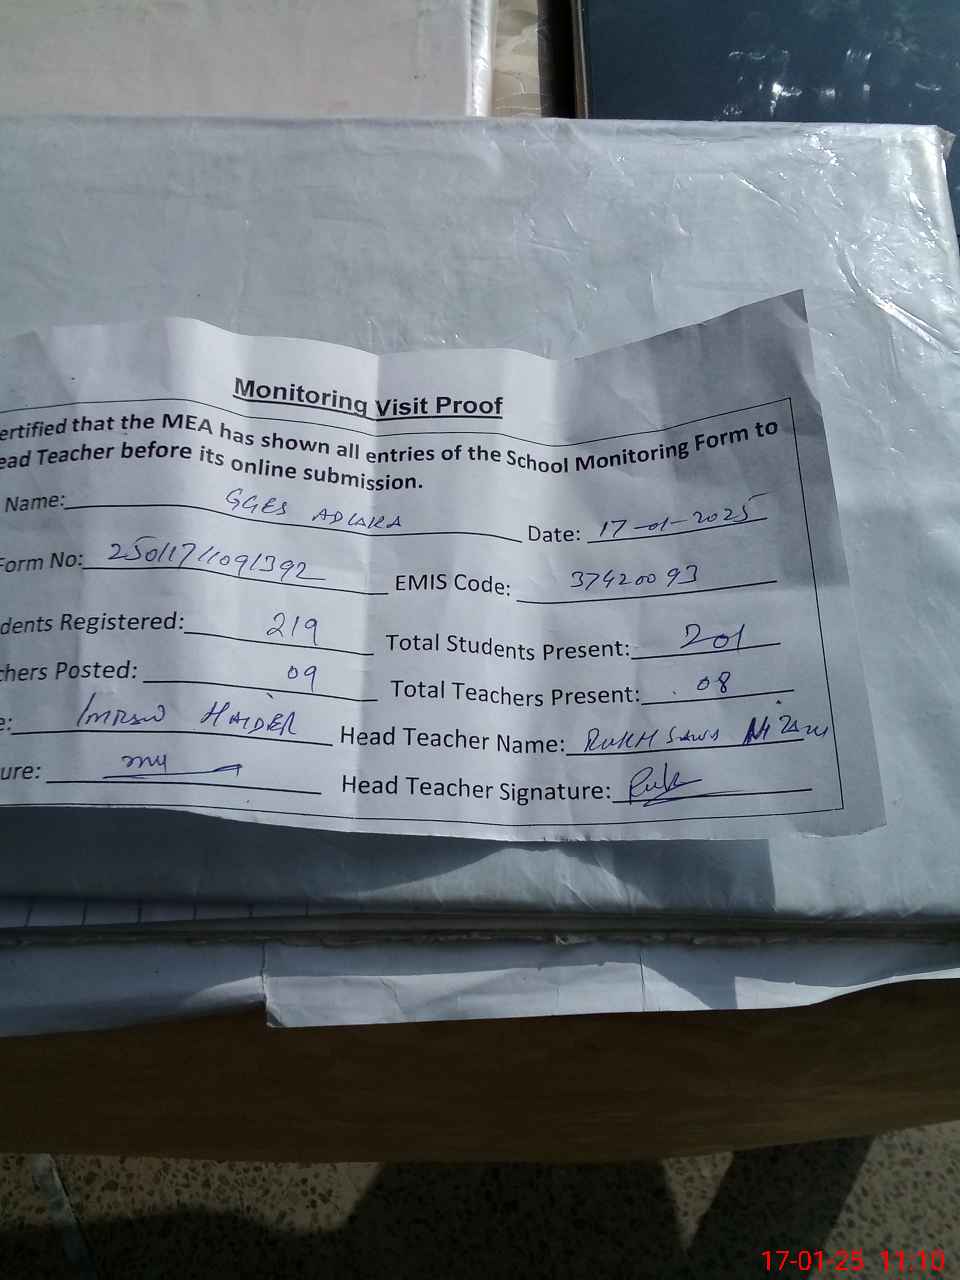 Monitoring Visit Proof
ertified that the MEA has shown all entries of the School Monitoring Form to
ead Teacher before its online submission.
Name: GGES ADLAKA Date: 17-01-2025
Form No: 25011711091392 EMIS Code: 37420093
dents Registered: 219 Total Students Present: 201
chers Posted: 09 Total Teachers Present: 08
e: IMRAN HAIDER Head Teacher Name: RUKHSANA
ure: Head Teacher Signature:
17-01-25 11:10